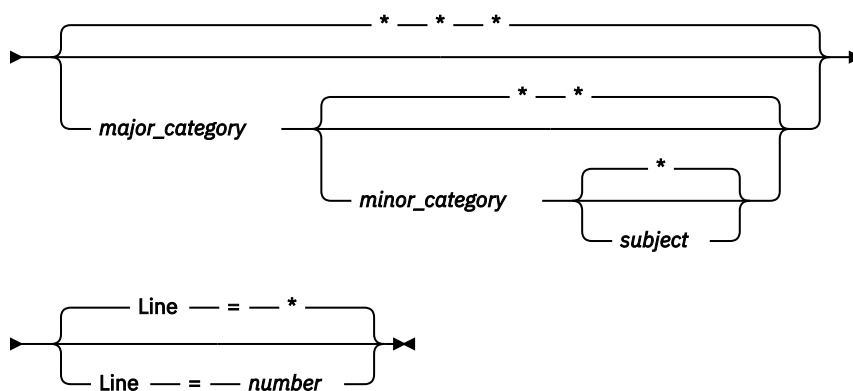 * * *
major_category
* *
minor_category
*
subject
Line = *
Line = number